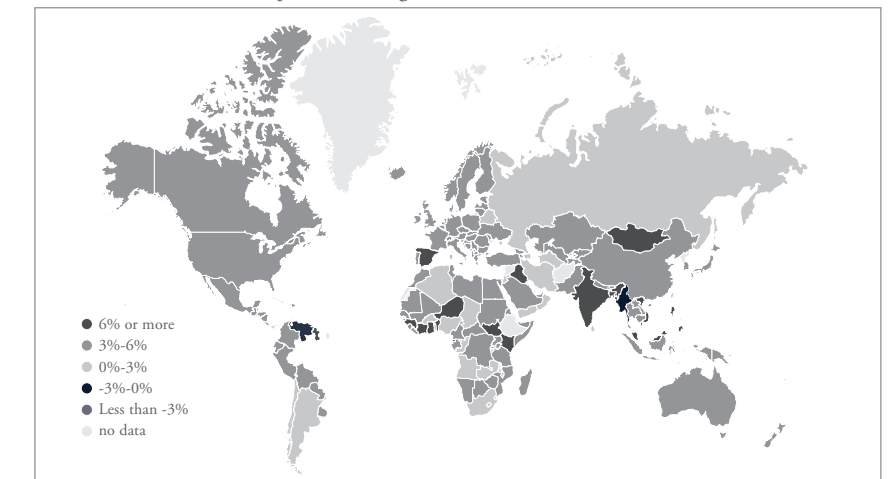 6% or more
3%-6%
0%-3%
-3%-0%
Less than -3%
no data